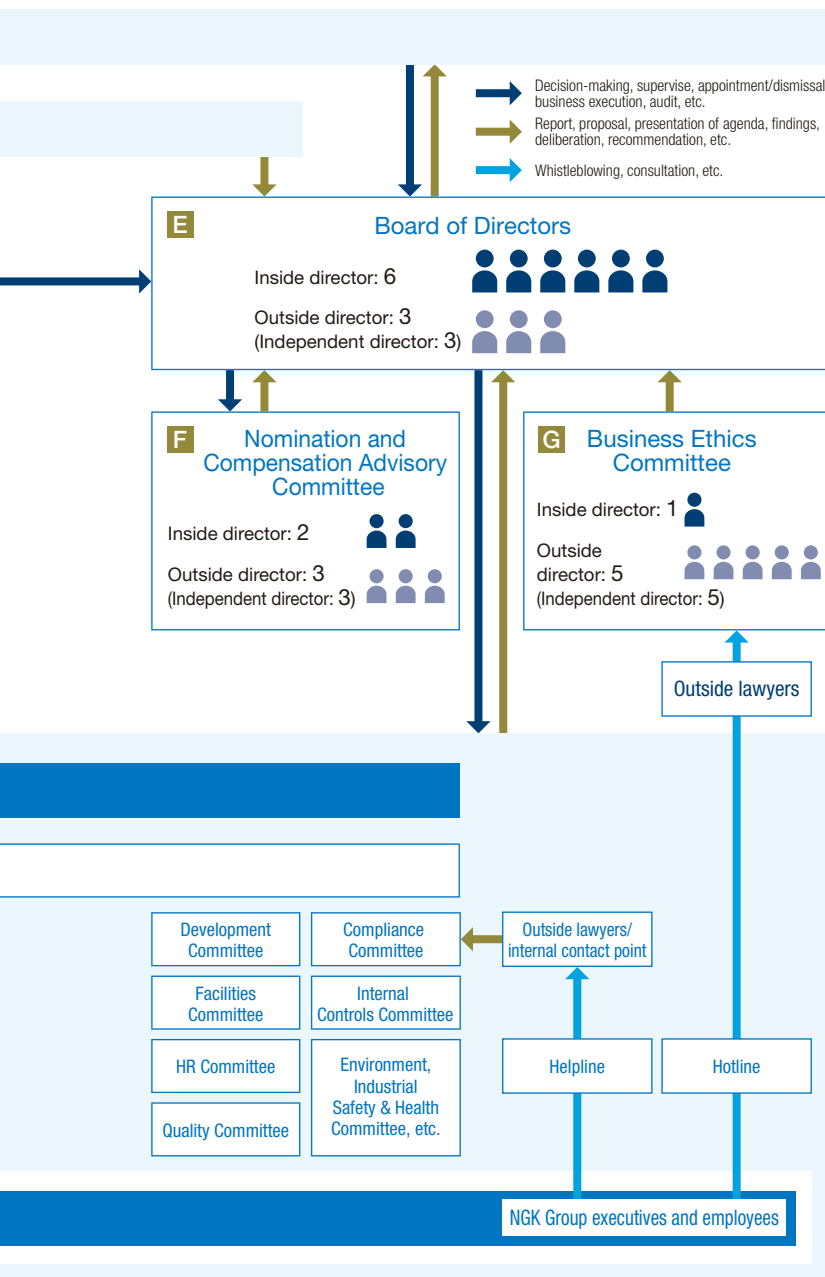 Decision-making, supervise, appointment/dismissal
business execution, audit, etc.
Report, proposal, presentation of agenda, findings,
deliberation, recommendation, etc.
Whistleblowing, consultation, etc.
E
Board of Directors
Inside director: 6
Outside director: 3
(Independent director: 3)
F
Nomination and
Compensation Advisory
Committee
Inside director: 2
Outside director: 3
(Independent director: 3)
G
Business Ethics
Committee
Inside director: 1
Outside
director: 5
(Independent director: 5)
Outside lawyers
Development
Committee
Compliance
Committee
Outside lawyers/
internal contact point
Facilities
Committee
Internal
Controls Committee
HR Committee
Environment,
Industrial
Safety & Health
Committee, etc.
Quality Committee
Helpline
Hotline
NGK Group executives and employees